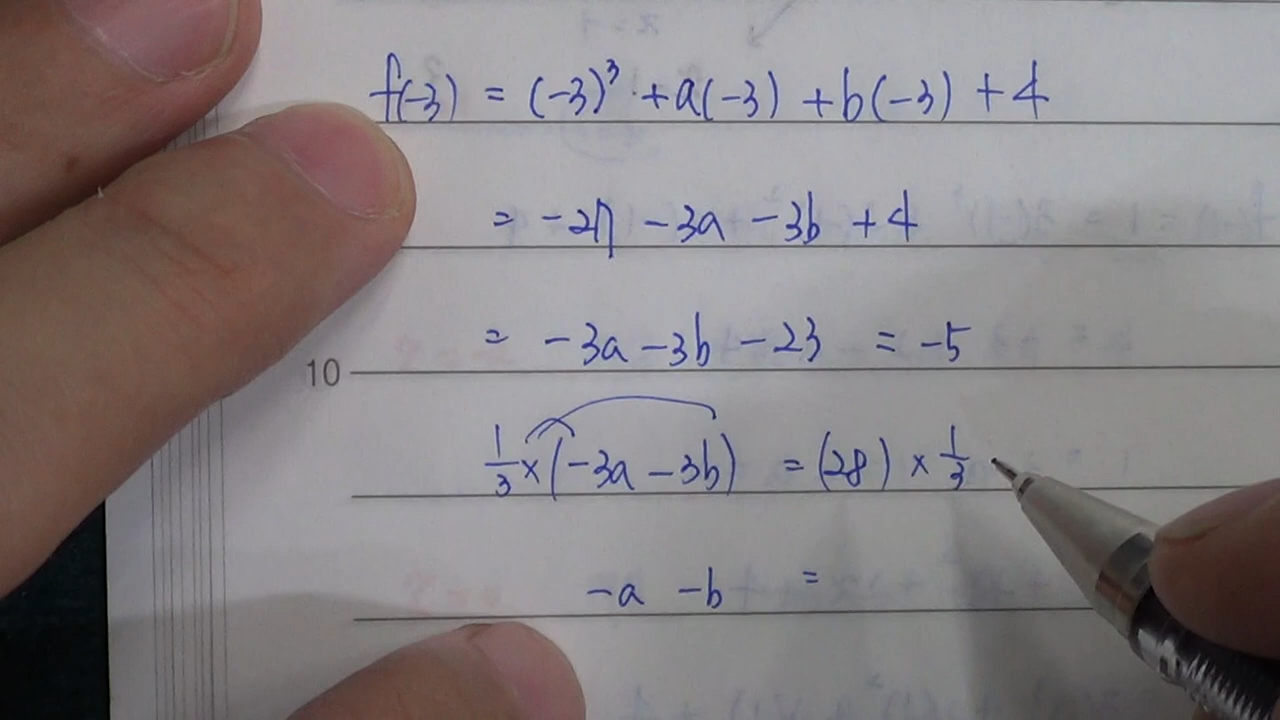 f(-3) = (-3)³ + a(-3) + b(-3) + 4
= -27 - 3a - 3b + 4
= -3a - 3b - 23 = -5
10
1/3 × (-3a - 3b) = (28) × 1/3
-a - b =